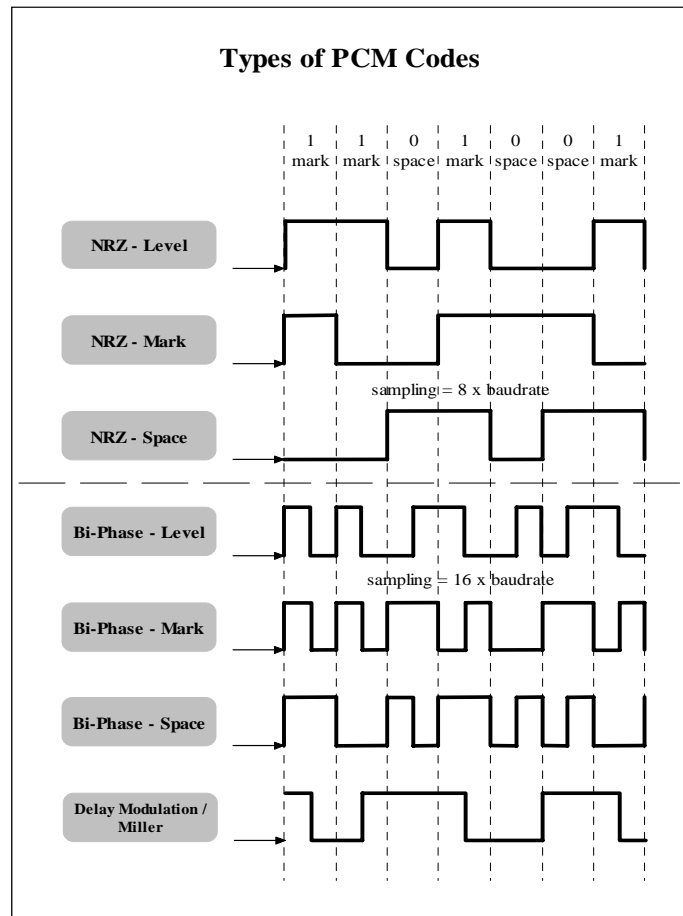 Types of PCM Codes
1 1 0 1 0 0 1
mark mark space mark space space mark
NRZ - Level
NRZ - Mark
sampling = 8 x baudrate
NRZ - Space
Bi-Phase - Level
sampling = 16 x baudrate
Bi-Phase - Mark
Bi-Phase - Space
Delay Modulation /
Miller